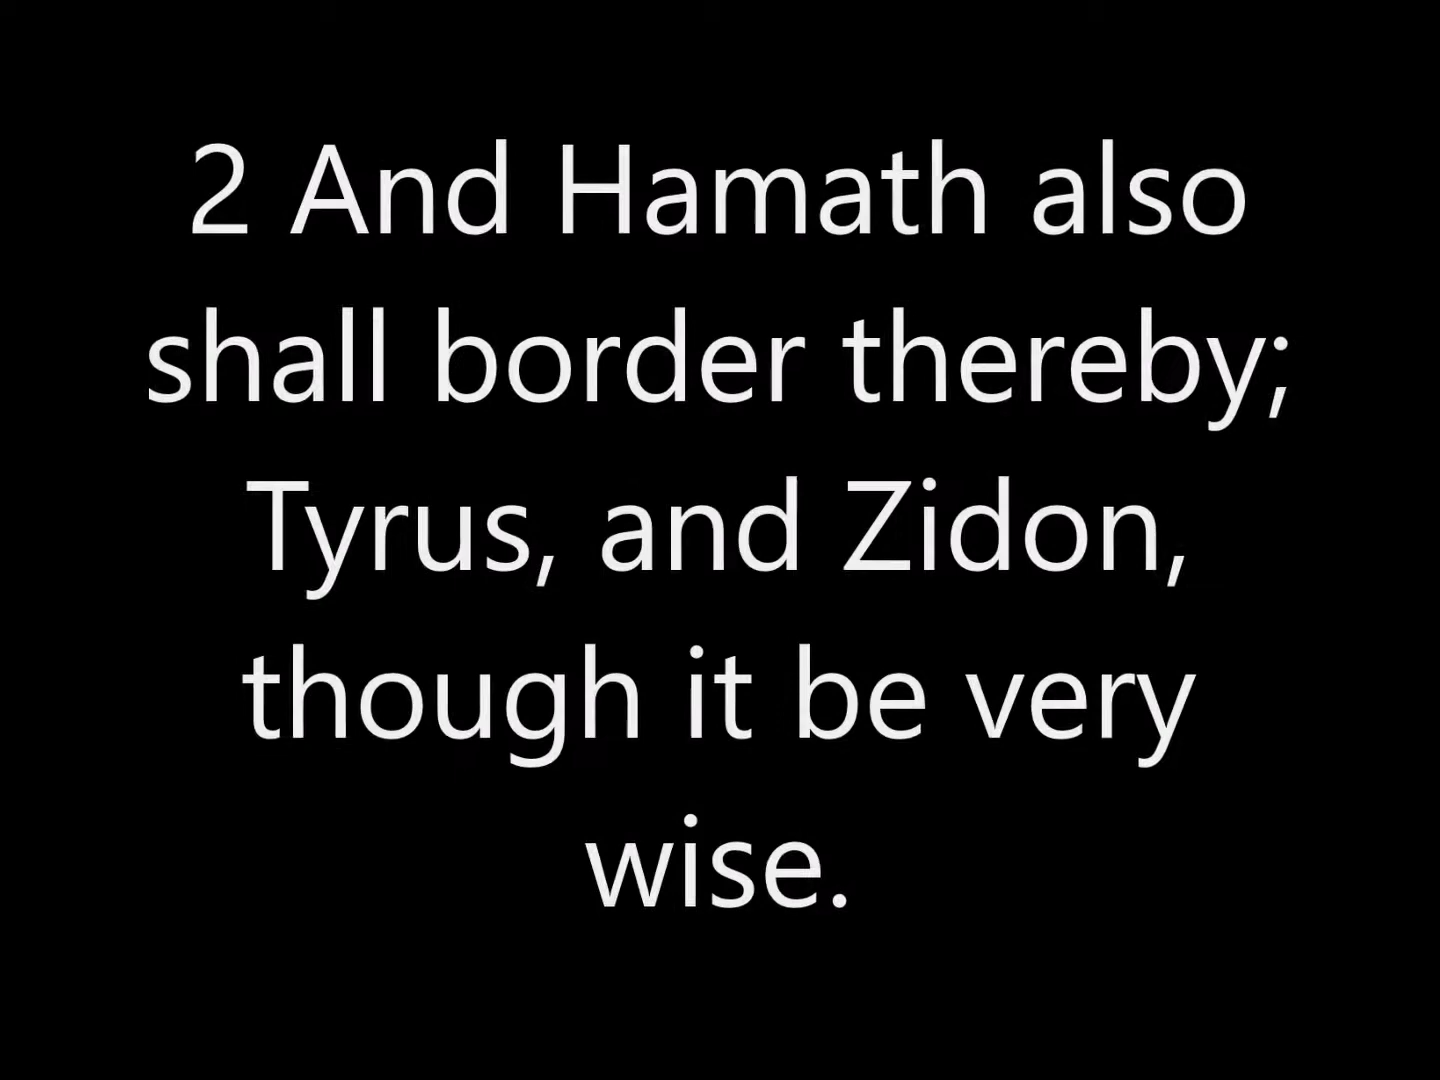 2 And Hamath also
shall border thereby;
Tyrus, and Zidon,
though it be very
wise.